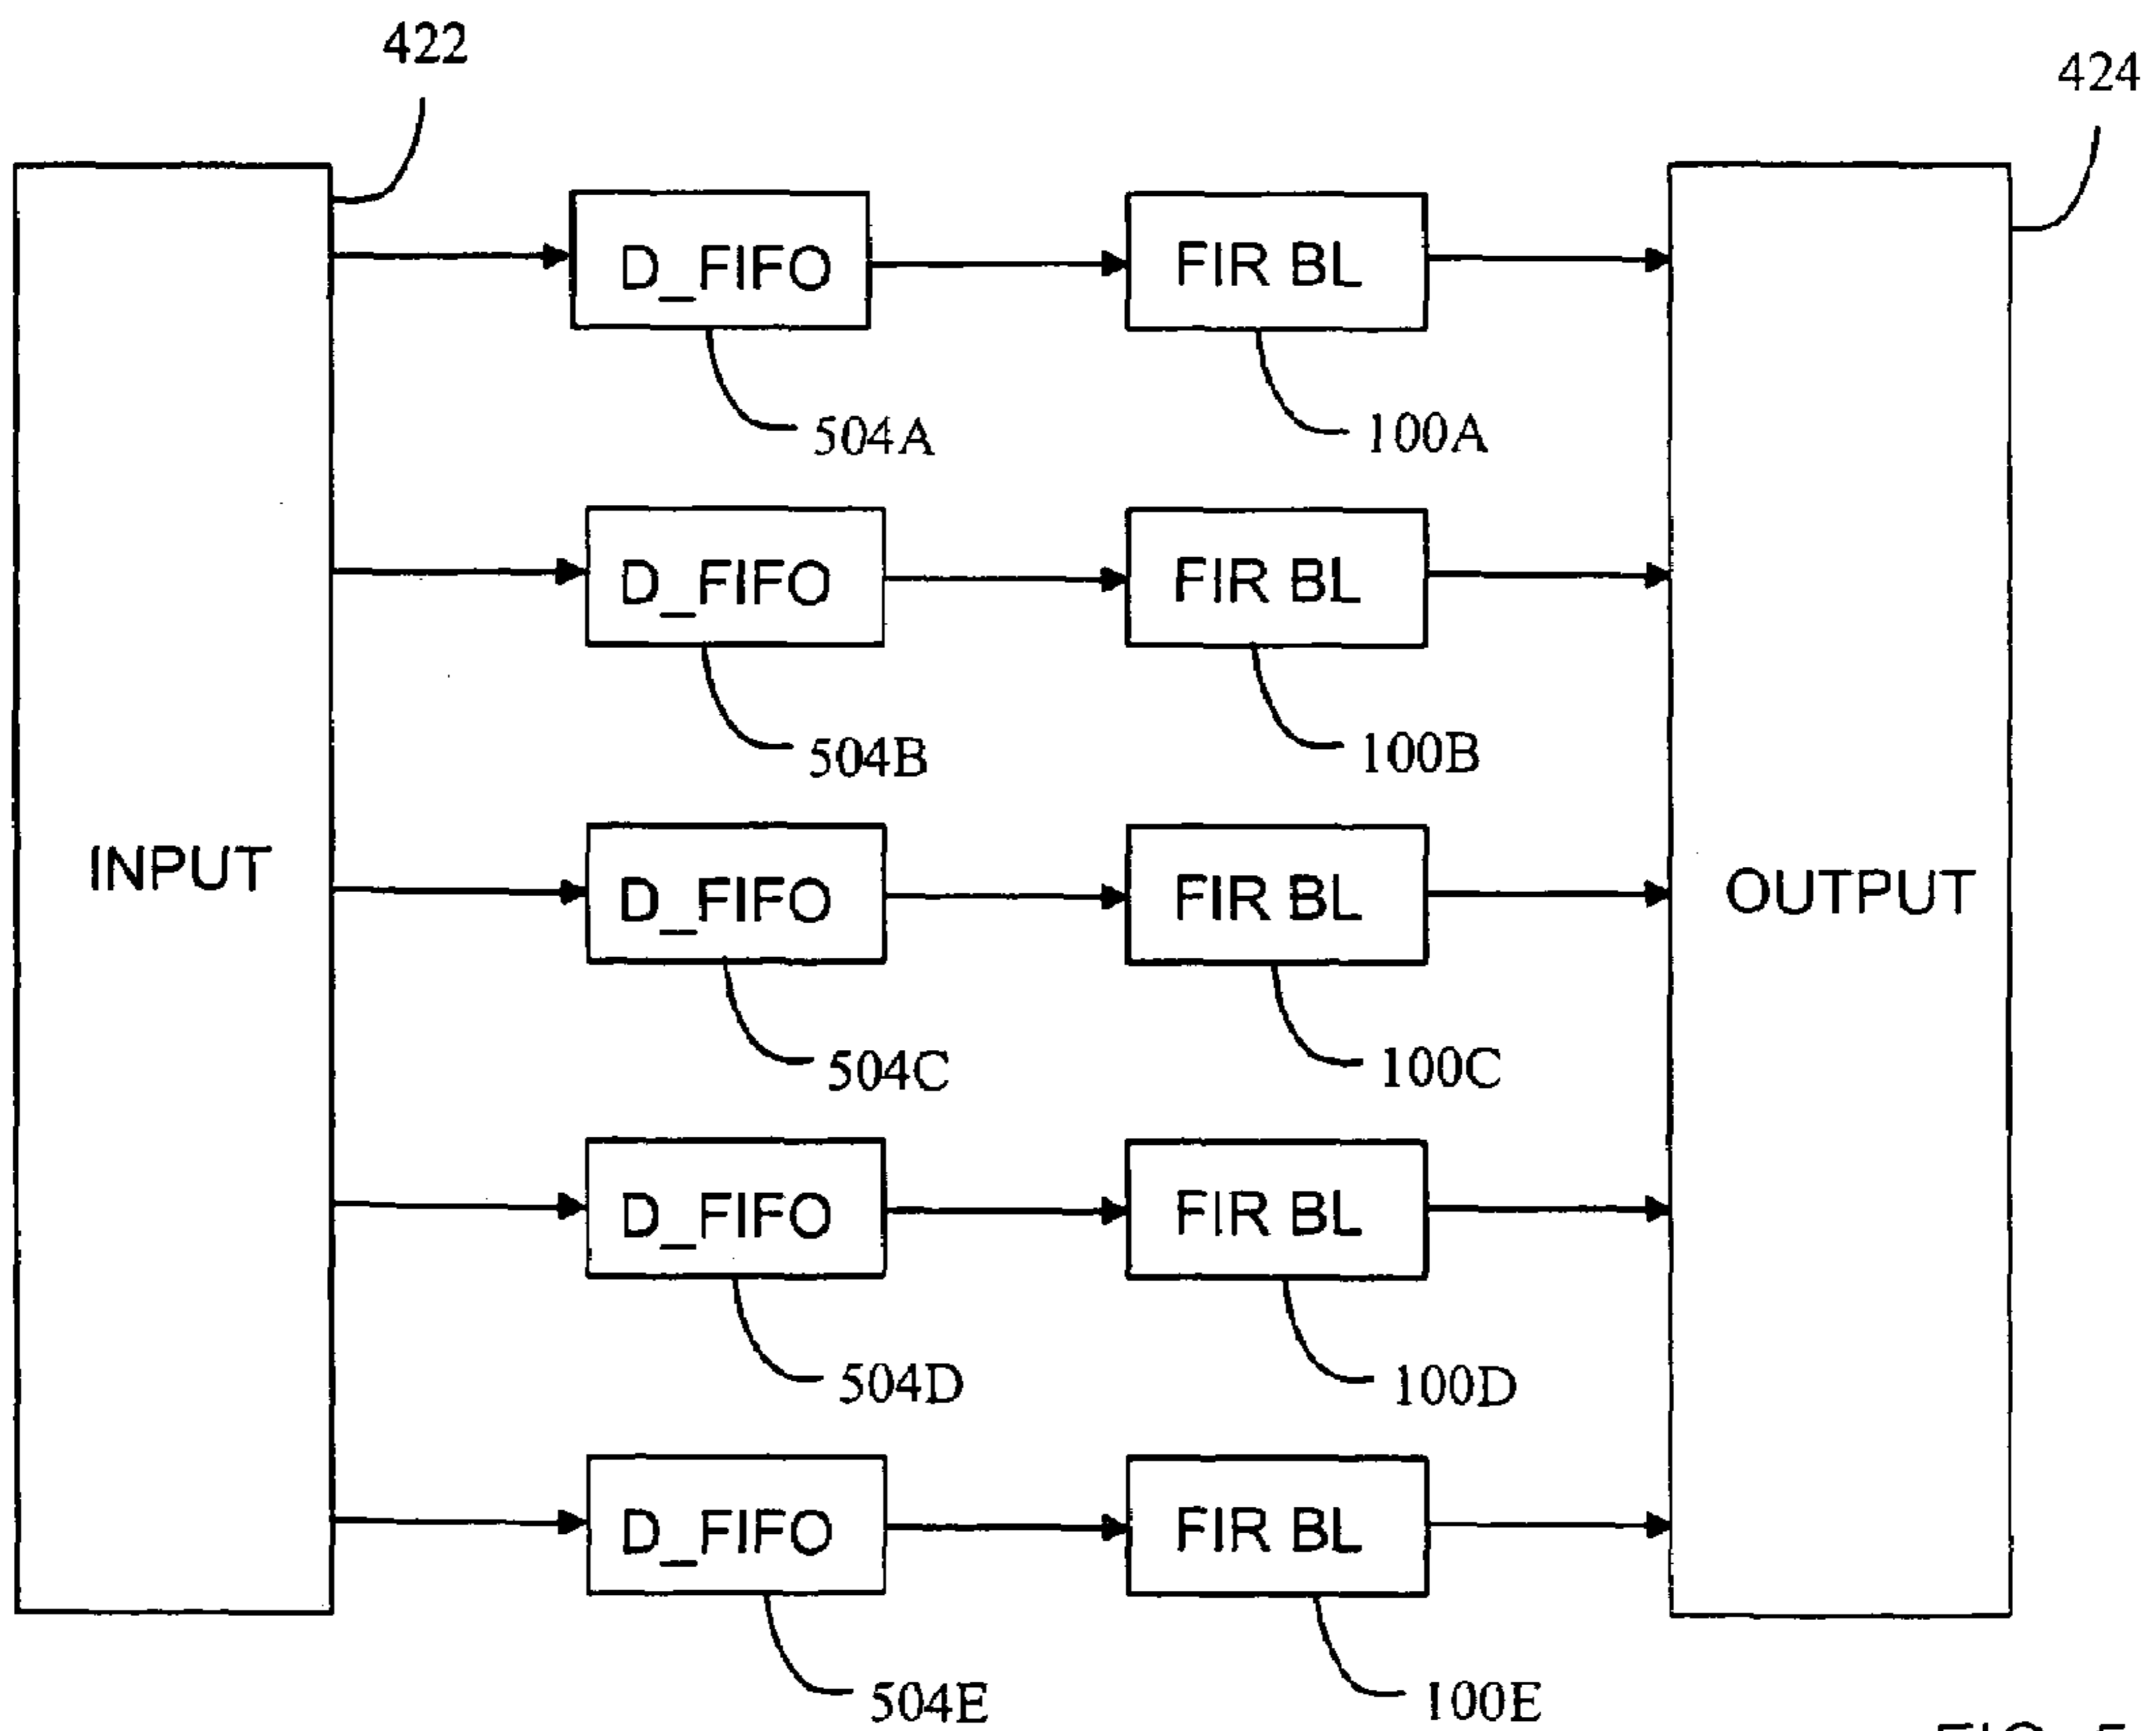 422
424
D_FIFO
FIR BL
504A
100A
D_FIFO
FIR BL
504B
100B
INPUT
D_FIFO
FIR BL
OUTPUT
504C
100C
D_FIFO
FIR BL
504D
100D
D_FIFO
FIR BL
504E
100E